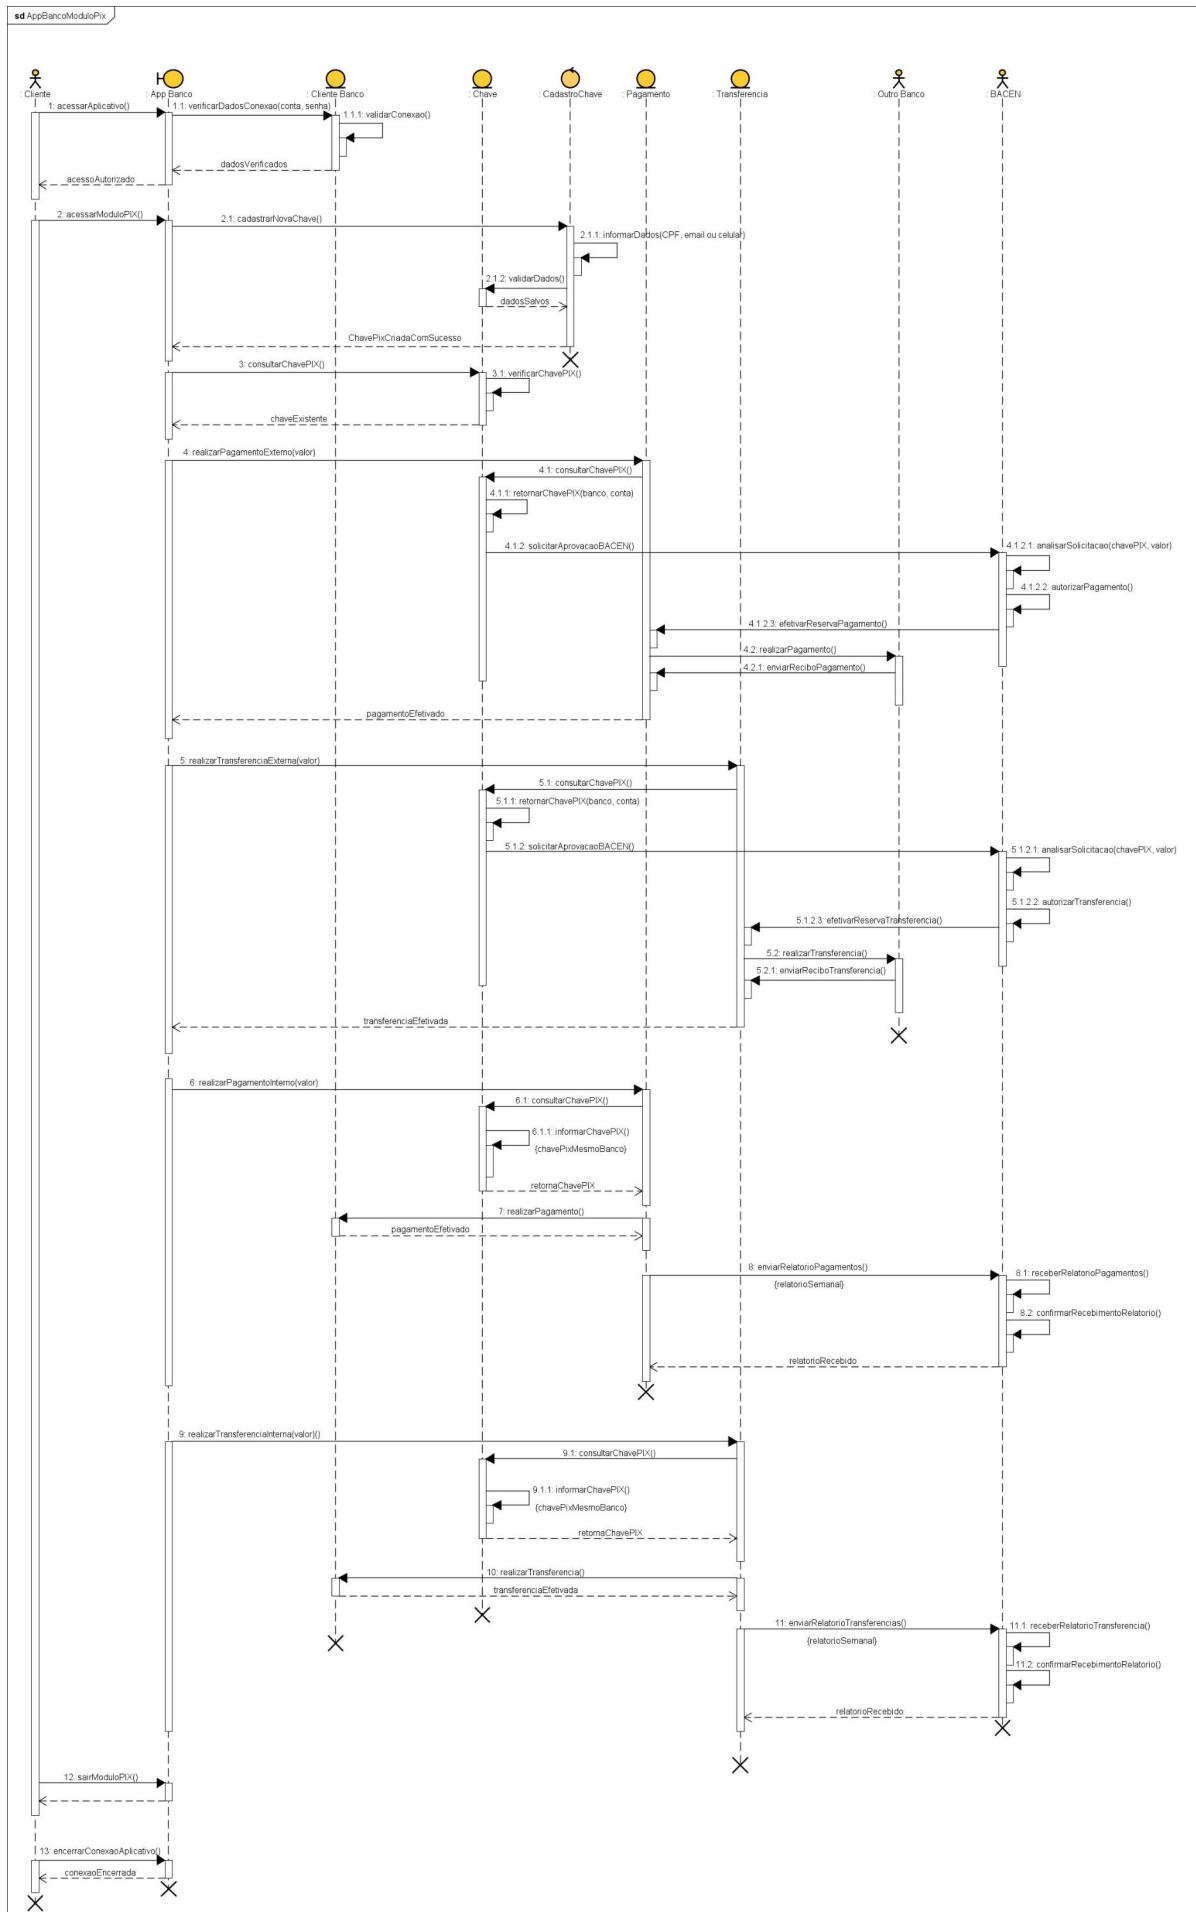 sd AppBancoModuloPix
: Cliente
: App Banco
: Cliente Banco
: Chave
: CadastroChave
: Pagamento
: Transferencia
: Outro Banco
: BACEN
1: acessarAplicativo()
1.1: verificarDadosConexao(conta, senha)
1.1.1: validarConexao()
dadosVerificados
acessoAutorizado
2: acessarModuloPIX()
2.1: cadastrarNovaChave()
2.1.1: informarDados(CPF, email ou celular)
2.1.2: validarDados()
dadosSalvos
ChavePixCriadaComSucesso
3: consultarChavePIX()
3.1: verificarChavePIX()
chaveExistente
4: realizarPagamentoExterno(valor)
4.1: consultarChavePIX()
4.1.1: retornarChavePIX(banco, conta)
4.1.2: solicitarAprovacaoBACEN()
4.1.2.1: analisarSolicitacao(chavePIX, valor)
4.1.2.2: autorizarPagamento()
4.1.2.3: efetivarReservaPagamento()
4.2: realizarPagamento()
4.2.1: enviarReciboPagamento()
pagamentoEfetivado
5: realizarTransferenciaExterna(valor)
5.1: consultarChavePIX()
5.1.1: retornarChavePIX(banco, conta)
5.1.2: solicitarAprovacaoBACEN()
5.1.2.1: analisarSolicitacao(chavePIX, valor)
5.1.2.2: autorizarTransferencia()
5.1.2.3: efetivarReservaTransferencia()
5.2: realizarTransferencia()
5.2.1: enviarReciboTransferencia()
transferenciaEfetivada
6: realizarPagamentoInterno(valor)
6.1: consultarChavePIX()
6.1.1: informarChavePIX()
{chavePixMesmoBanco}
retornaChavePIX
7: realizarPagamento()
pagamentoEfetivado
8: enviarRelatorioPagamentos()
{relatorioSemanal}
8.1: receberRelatorioPagamentos()
8.2: confirmarRecebimentoRelatorio()
relatorioRecebido
9: realizarTransferenciaInterna(valor)()
9.1: consultarChavePIX()
9.1.1: informarChavePIX()
{chavePixMesmoBanco}
retornaChavePIX
10: realizarTransferencia()
transferenciaEfetivada
11: enviarRelatorioTransferencias()
{relatorioSemanal}
11.1: receberRelatorioTransferencia()
11.2: confirmarRecebimentoRelatorio()
relatorioRecebido
12: sairModuloPIX()
13: encerrarConexaoAplicativo()
conexaoEncerrada